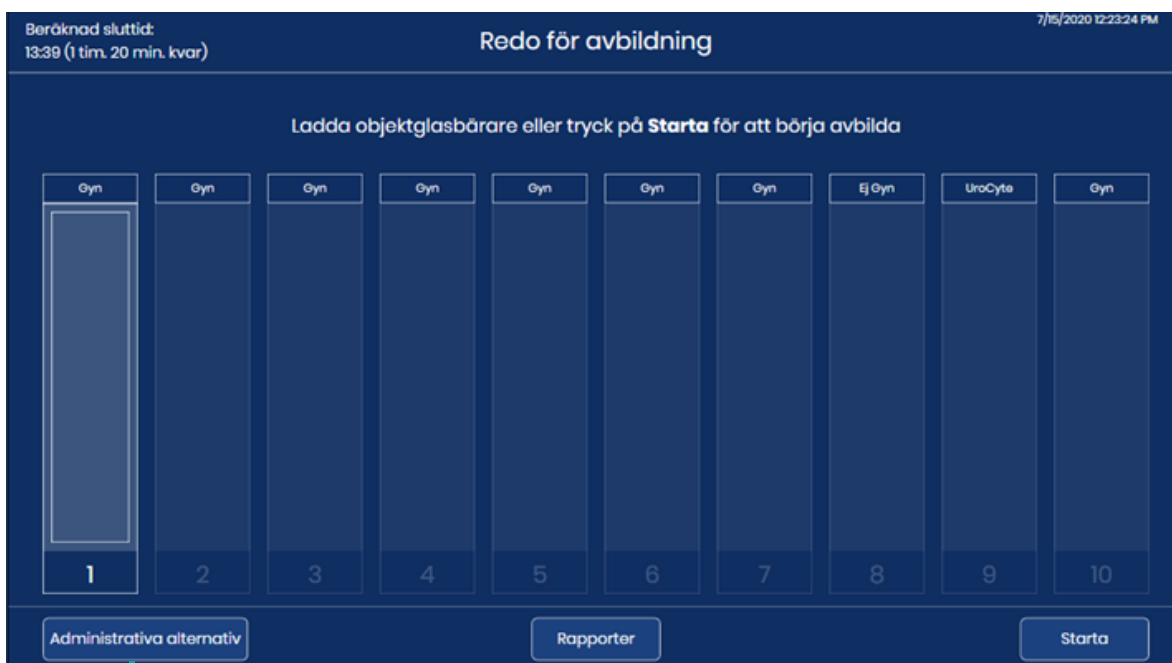 Beräknad sluttid:
13:39 (1 tim. 20 min. kvar)
Redo för avbildning
7/15/2020 12:23:24 PM
Ladda objektglasbärare eller tryck på Starta för att börja avbilda
Gyn Gyn Gyn Gyn Gyn Gyn Gyn Ej Gyn UroCyte Gyn
1 2 3 4 5 6 7 8 9 10
Administrativa alternativ Rapporter Starta